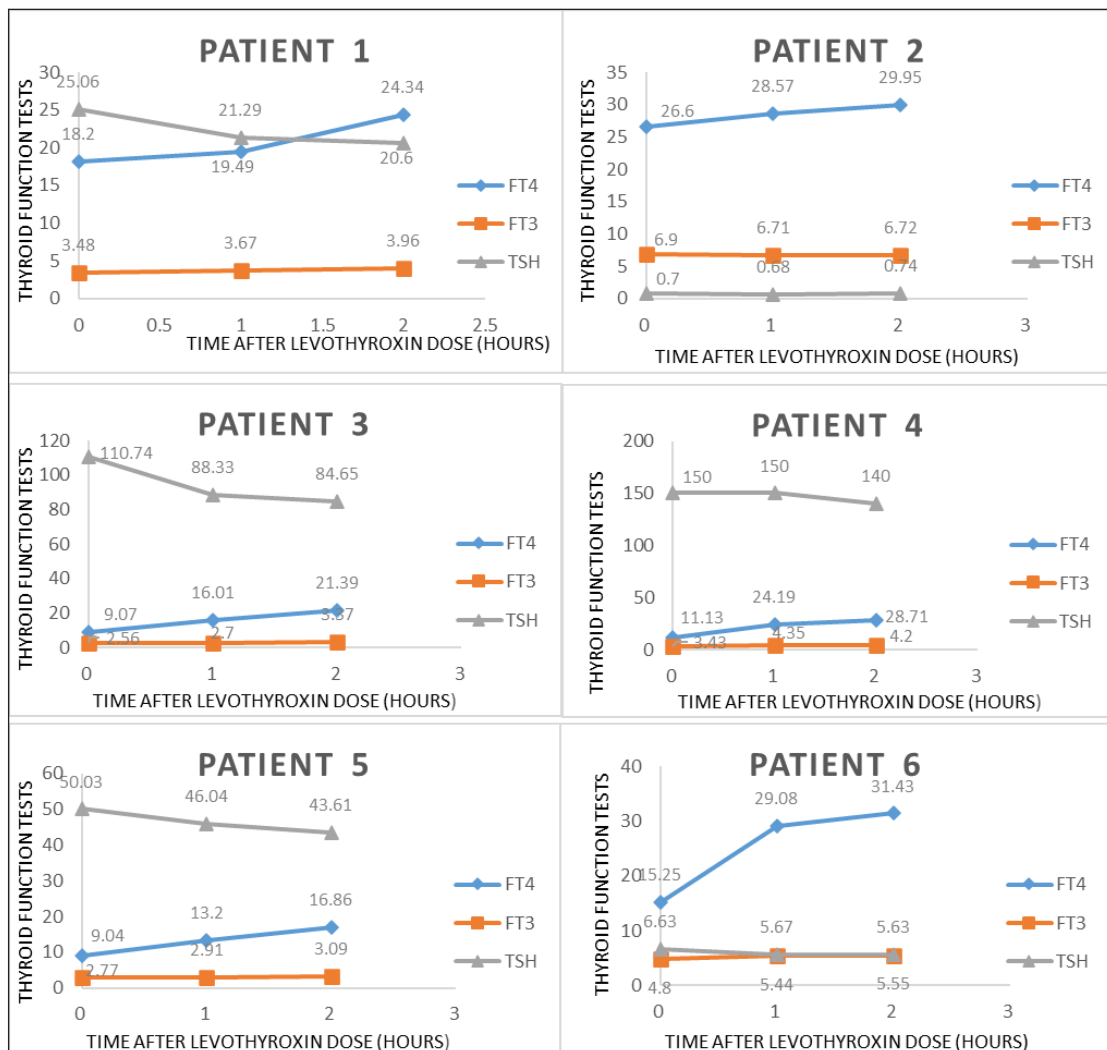 PATIENT 1
THYROID FUNCTION TESTS
30
25
20
15
10
5
0
25.06
21.29
24.34
18.2
19.49
20.6
3.48
3.67
3.96
FT4
FT3
TSH
0 0.5 1 1.5 2 2.5
TIME AFTER LEVOTHYROXIN DOSE (HOURS)
PATIENT 2
THYROID FUNCTION TESTS
35
30
25
20
15
10
5
0
26.6
28.57
29.95
6.9
6.71
6.72
0.7
0.68
0.74
FT4
FT3
TSH
0 1 2 3
TIME AFTER LEVOTHYROXIN DOSE (HOURS)
PATIENT 3
THYROID FUNCTION TESTS
120
100
80
60
40
20
0
110.74
88.33
84.65
9.07
16.01
21.39
2.56
2.7
FT4
FT3
TSH
0 1 2 3
TIME AFTER LEVOTHYROXIN DOSE (HOURS)
PATIENT 4
THYROID FUNCTION TESTS
200
150
100
50
0
150
150
140
11.13
24.19
28.71
3.43
4.35
4.2
FT4
FT3
TSH
0 1 2 3
TIME AFTER LEVOTHYROXIN DOSE (HOURS)
PATIENT 5
THYROID FUNCTION TESTS
60
50
40
30
20
10
0
50.03
46.04
43.61
9.04
13.2
16.86
2.77
2.91
3.09
FT4
FT3
TSH
0 1 2 3
TIME AFTER LEVOTHYROXIN DOSE (HOURS)
PATIENT 6
THYROID FUNCTION TESTS
40
30
20
10
0
15.25
29.08
31.43
6.63
5.67
5.63
4.8
5.44
5.55
FT4
FT3
TSH
0 1 2 3
TIME AFTER LEVOTHYROXIN DOSE (HOURS)